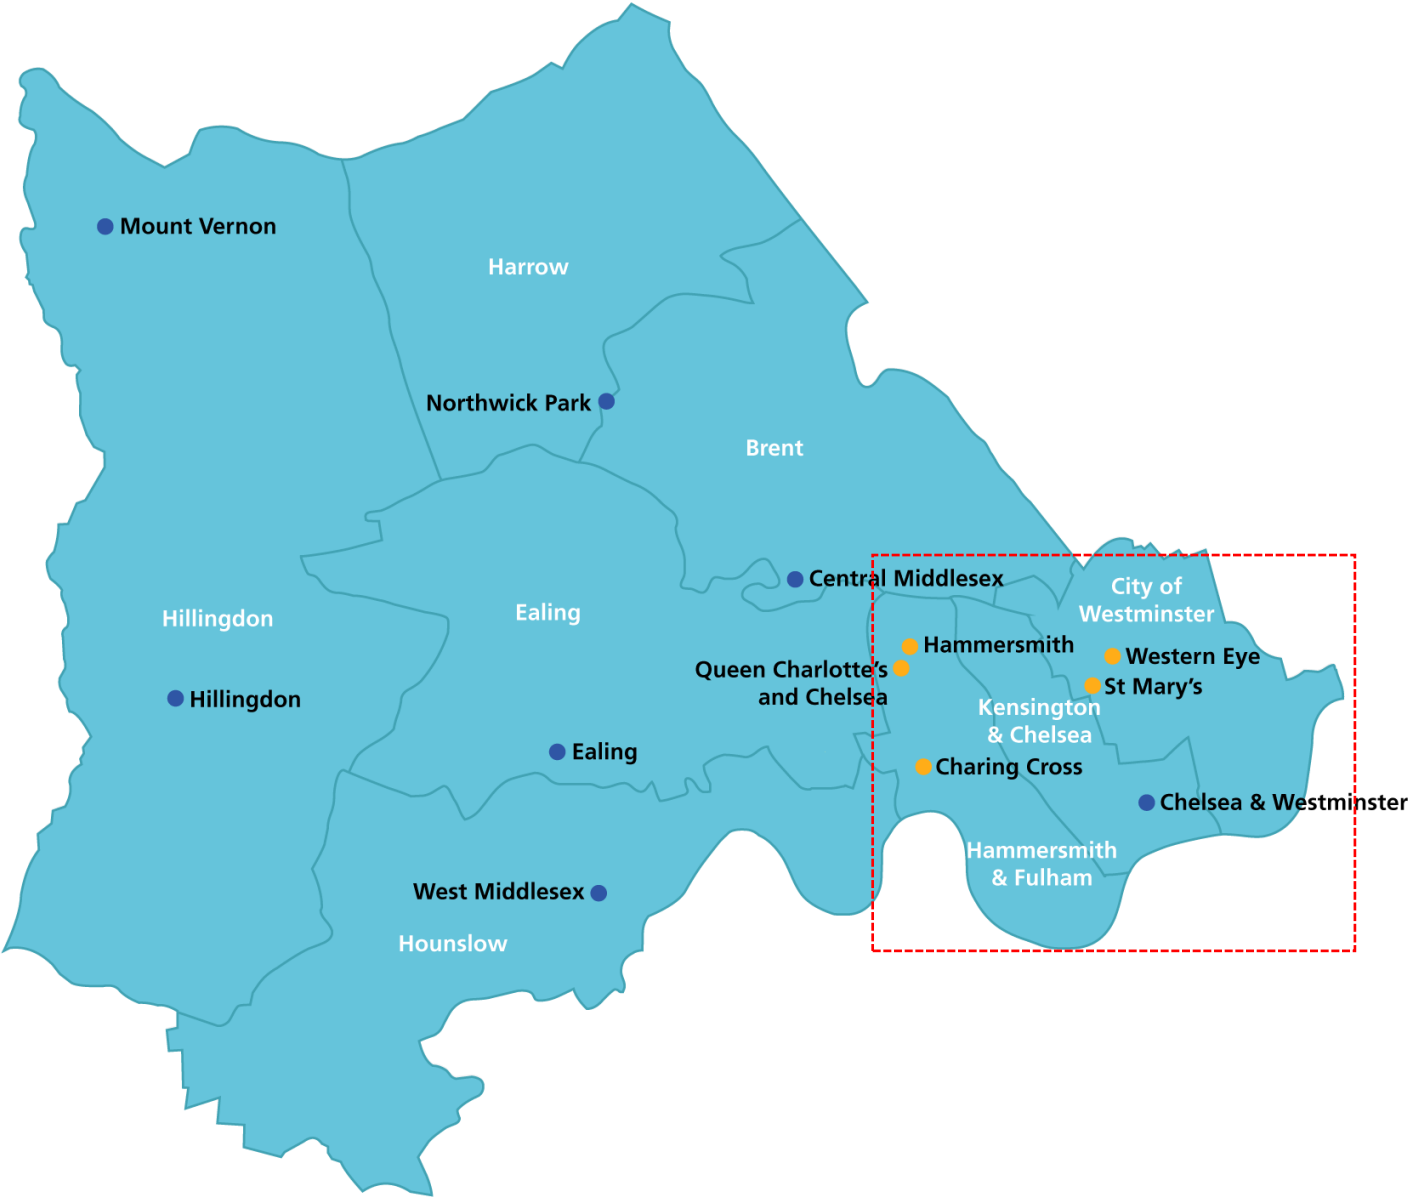 Mount Vernon
Harrow
Northwick Park
Brent
Central Middlesex
City of
Westminster
Hillingdon
Ealing
Hammersmith
Western Eye
Queen Charlotte’s
and Chelsea
St Mary’s
Hillingdon
Kensington
& Chelsea
Ealing
Charing Cross
Chelsea & Westminster
Hammersmith
& Fulham
West Middlesex
Hounslow